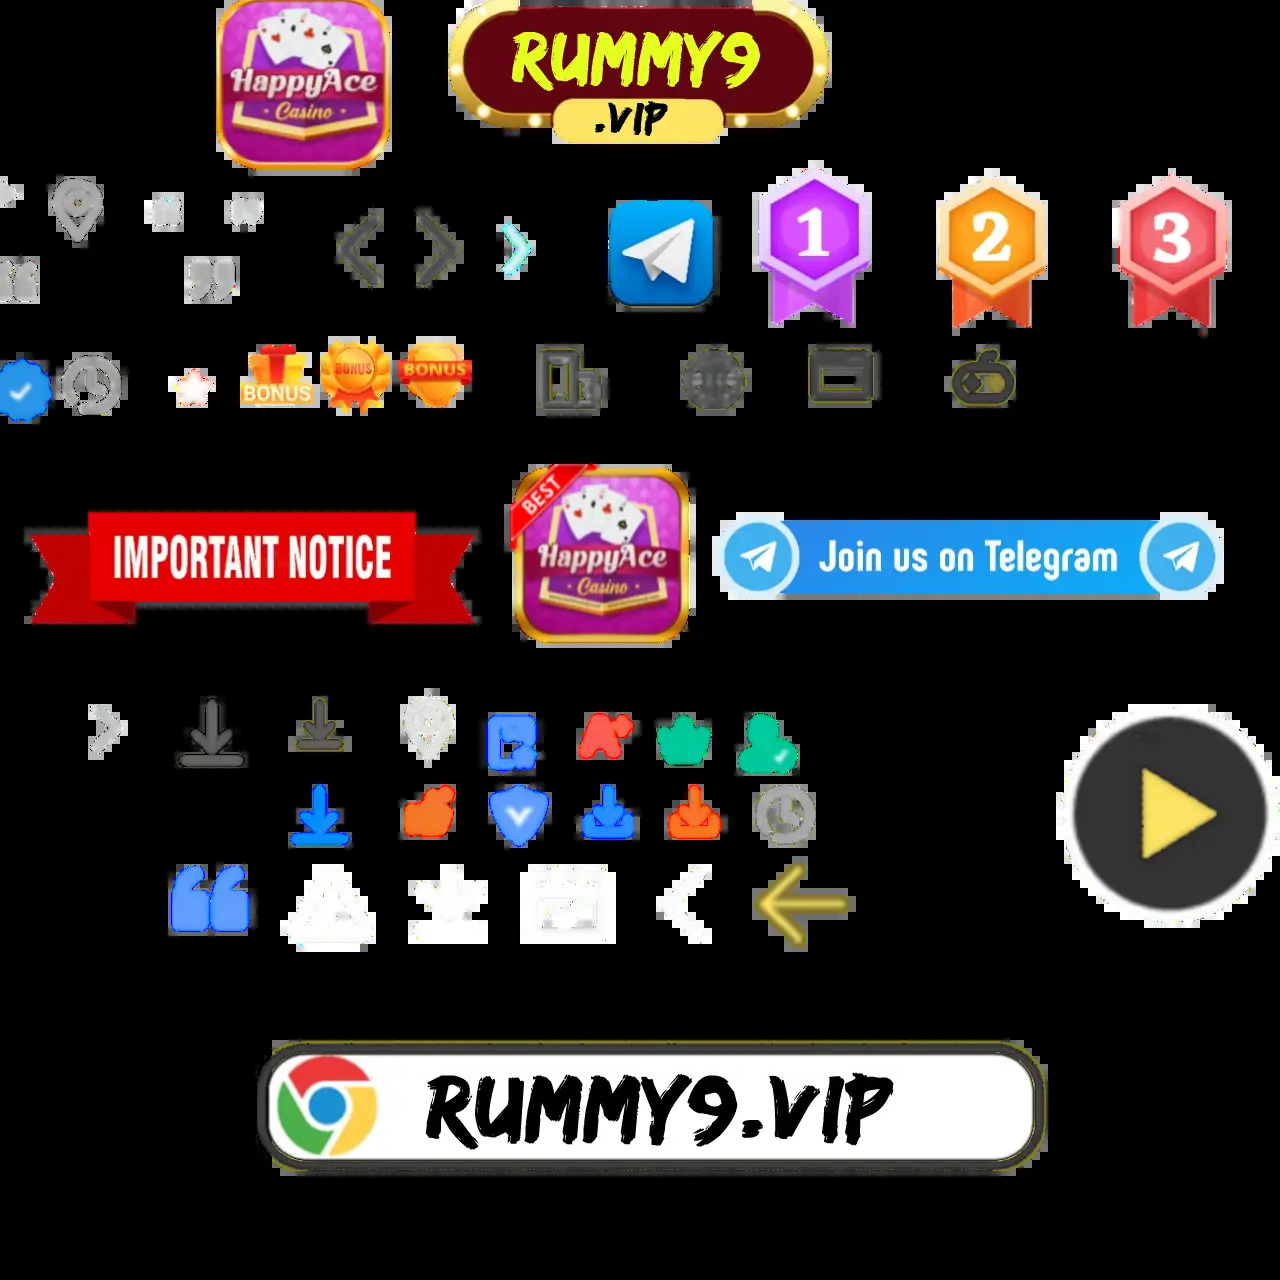 HappyAce
Casino
RUMMY9
.VIP
1
2
3
BONUS
BONUS
BONUS
IMPORTANT NOTICE
BEST
HappyAce
Casino
Join us on Telegram
RUMMY9.VIP